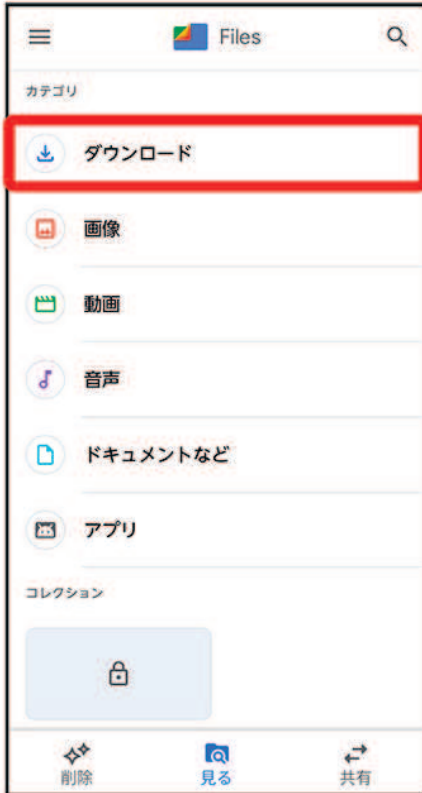 Files
カテゴリ
ダウンロード
画像
動画
音声
ドキュメントなど
アプリ
コレクション
削除
見る
共有